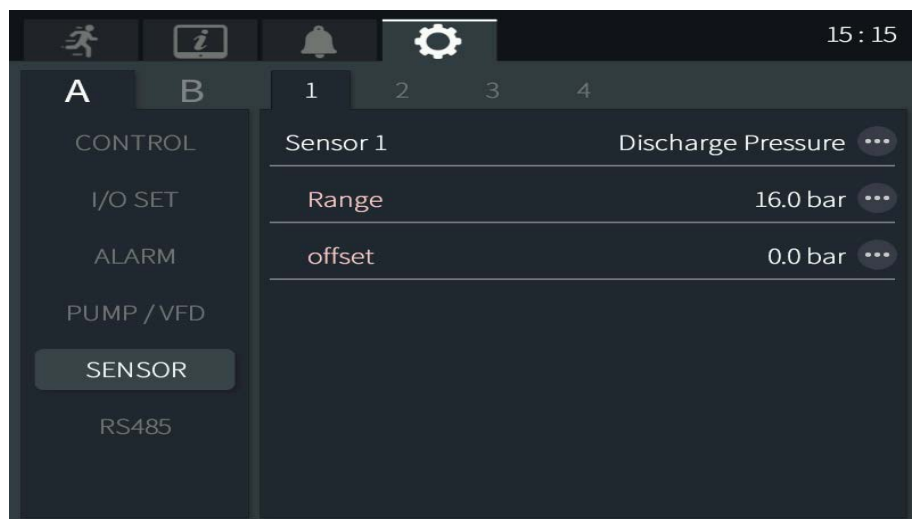 i
15 : 15
A B
1 2 3 4
CONTROL
I/O SET
ALARM
PUMP / VFD
SENSOR
RS485
Sensor 1 Discharge Pressure
Range 16.0 bar
offset 0.0 bar